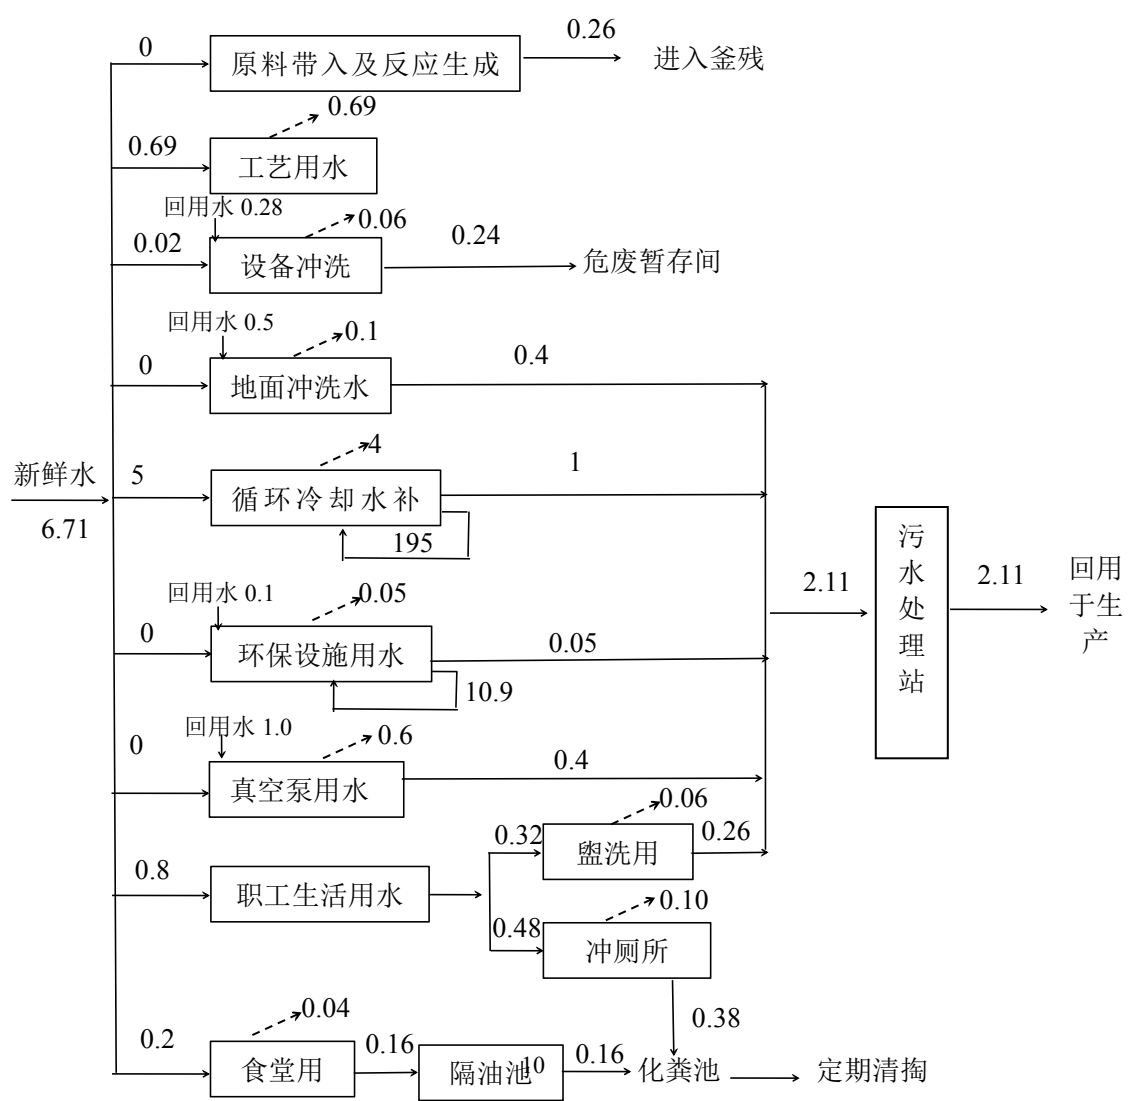 0
原料带入及反应生成
0.26
进入釜残
0.69
工艺用水
0.69
回用水 0.28
0.02
设备冲洗
0.06
0.24
危废暂存间
回用水 0.5
0
地面冲洗水
0.1
0.4
新鲜水
6.71
5
循环冷却水补
4
1
195
回用水 0.1
0
环保设施用水
0.05
0.05
10.9
回用水 1.0
0
真空泵用水
0.6
0.4
0.8
职工生活用水
0.32
盥洗用
0.06
0.26
0.48
冲厕所
0.10
0.38
0.2
食堂用
0.04
0.16
隔油池
10
0.16
化粪池
定期清掏
2.11
污
水
处
理
站
2.11
回用
于生
产